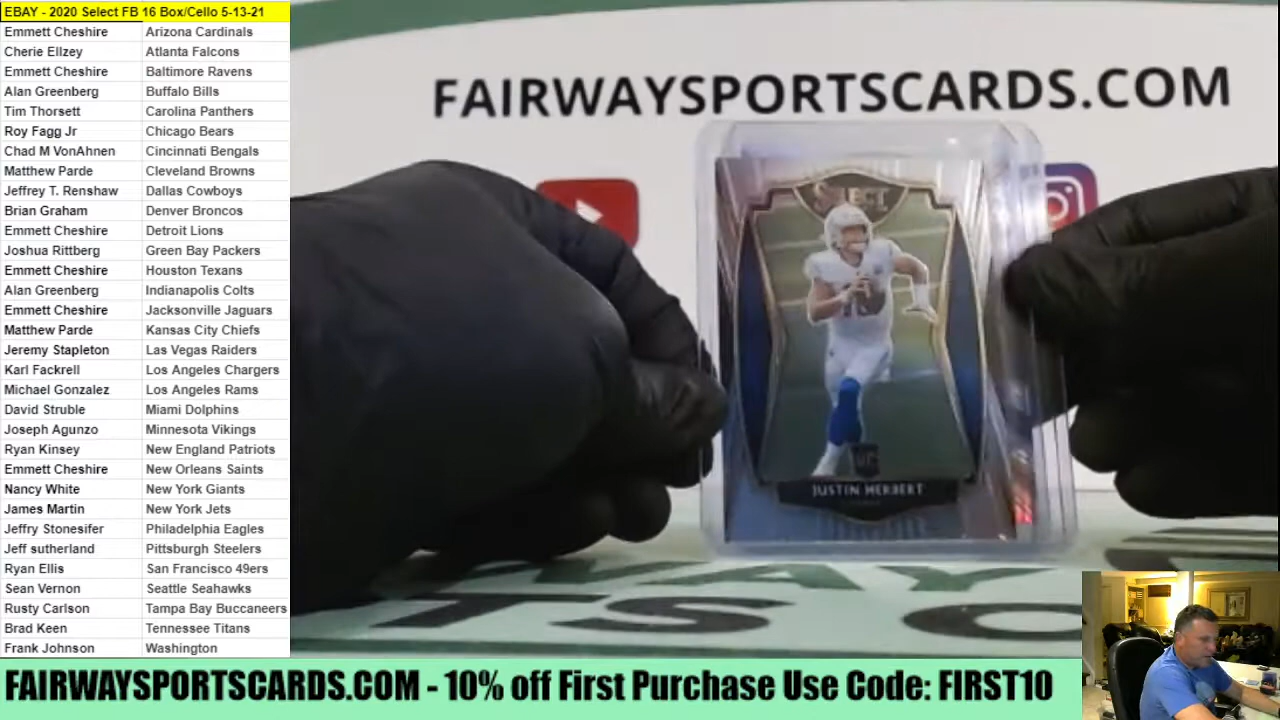 EBAY - 2020 Select FB 16 Box/Cello 5-13-21
Emmett Cheshire Arizona Cardinals
Cherie Ellzey Atlanta Falcons
Emmett Cheshire Baltimore Ravens
Alan Greenberg Buffalo Bills
Tim Thorsett Carolina Panthers
Roy Fagg Jr Chicago Bears
Chad M VonAhnen Cincinnati Bengals
Matthew Parde Cleveland Browns
Jeffrey T. Renshaw Dallas Cowboys
Brian Graham Denver Broncos
Emmett Cheshire Detroit Lions
Joshua Rittberg Green Bay Packers
Emmett Cheshire Houston Texans
Alan Greenberg Indianapolis Colts
Emmett Cheshire Jacksonville Jaguars
Matthew Parde Kansas City Chiefs
Jeremy Stapleton Las Vegas Raiders
Karl Fackrell Los Angeles Chargers
Michael Gonzalez Los Angeles Rams
David Struble Miami Dolphins
Joseph Agunzo Minnesota Vikings
Ryan Kinsey New England Patriots
Emmett Cheshire New Orleans Saints
Nancy White New York Giants
James Martin New York Jets
Jeffry Stonesifer Philadelphia Eagles
Jeff sutherland Pittsburgh Steelers
Ryan Ellis San Francisco 49ers
Sean Vernon Seattle Seahawks
Rusty Carlson Tampa Bay Buccaneers
Brad Keen Tennessee Titans
Frank Johnson Washington
FAIRWAYSPORTSCARDS.COM
SELECT
JUSTIN HERBERT
WAY
TS C
FAIRWAYSPORTSCARDS.COM - 10% off First Purchase Use Code: FIRST10